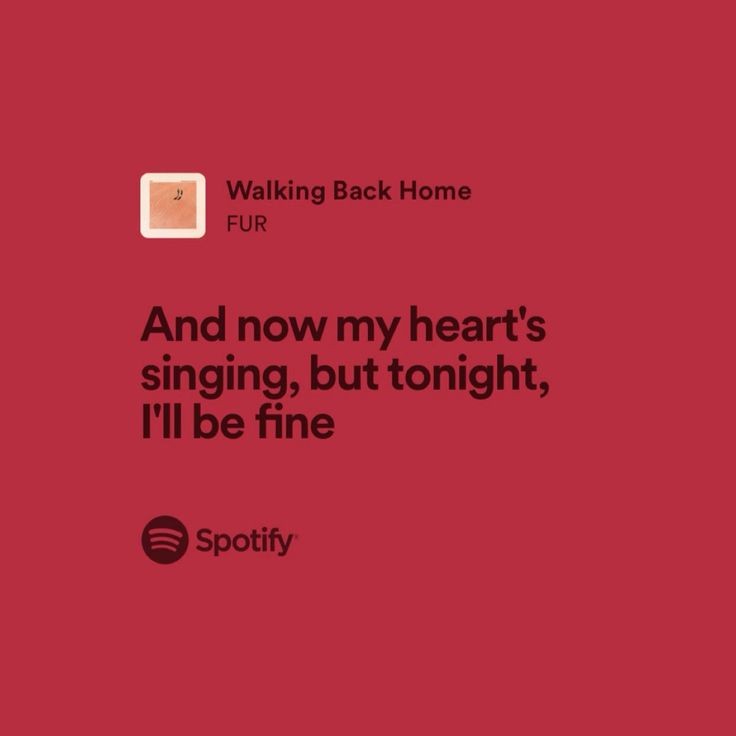 Walking Back Home
FUR
And now my heart's
singing, but tonight,
I'll be fine
Spotify